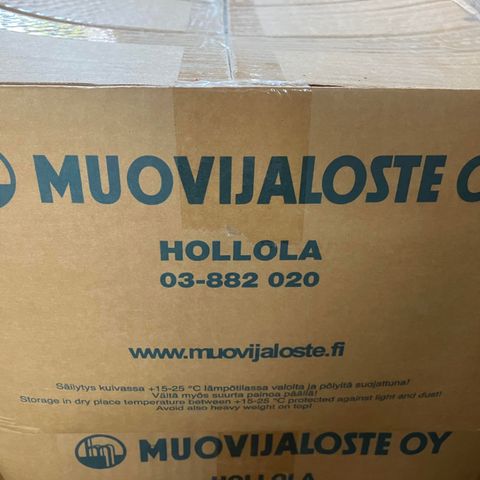 MUOVIJALOSTE OY
HOLLOLA
03-882 020
www.muovijaloste.fi
Säilytys kuivassa +15-25 °C lämpötilassa valolta ja pölyltä suojattuna!
Vältä myös suurta painoa päällä!
Storage in dry place temperature between +15-25 °C protected against light and dust!
Avoid also heavy weight on top!
MUOVIJALOSTE OY
HOLLOLA